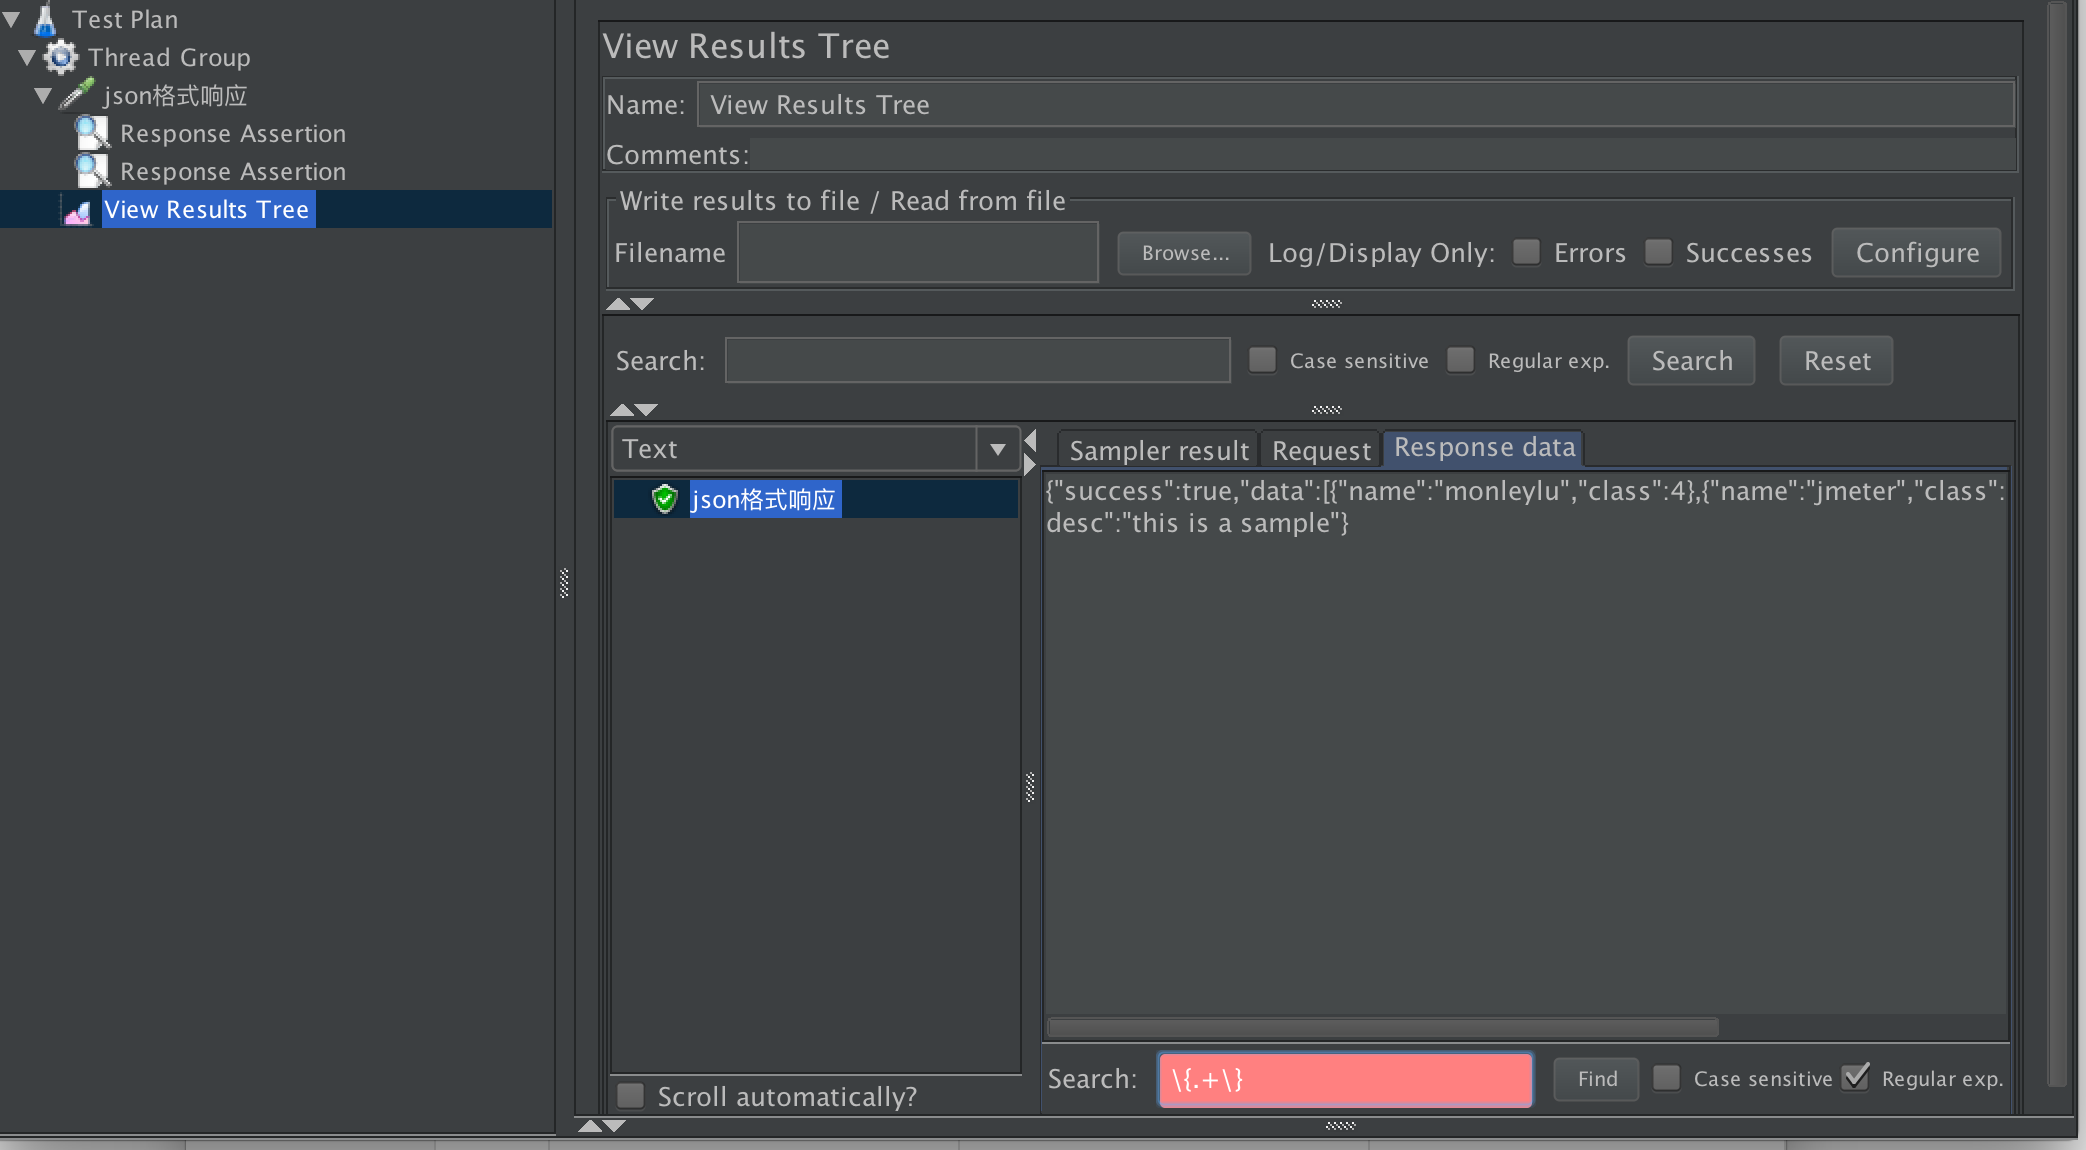 Test Plan
Thread Group
json格式响应
Response Assertion
Response Assertion
View Results Tree
View Results Tree
Name: View Results Tree
Comments:
Write results to file / Read from file
Filename Browse... Log/Display Only: Errors Successes Configure
Search: Case sensitive Regular exp. Search Reset
Text
json格式响应
Scroll automatically?
Sampler result Request Response data
{"success":true,"data":[{"name":"monleylu","class":4},{"name":"jmeter","class":
desc":"this is a sample"}
Search: \{.+\} Find Case sensitive Regular exp.